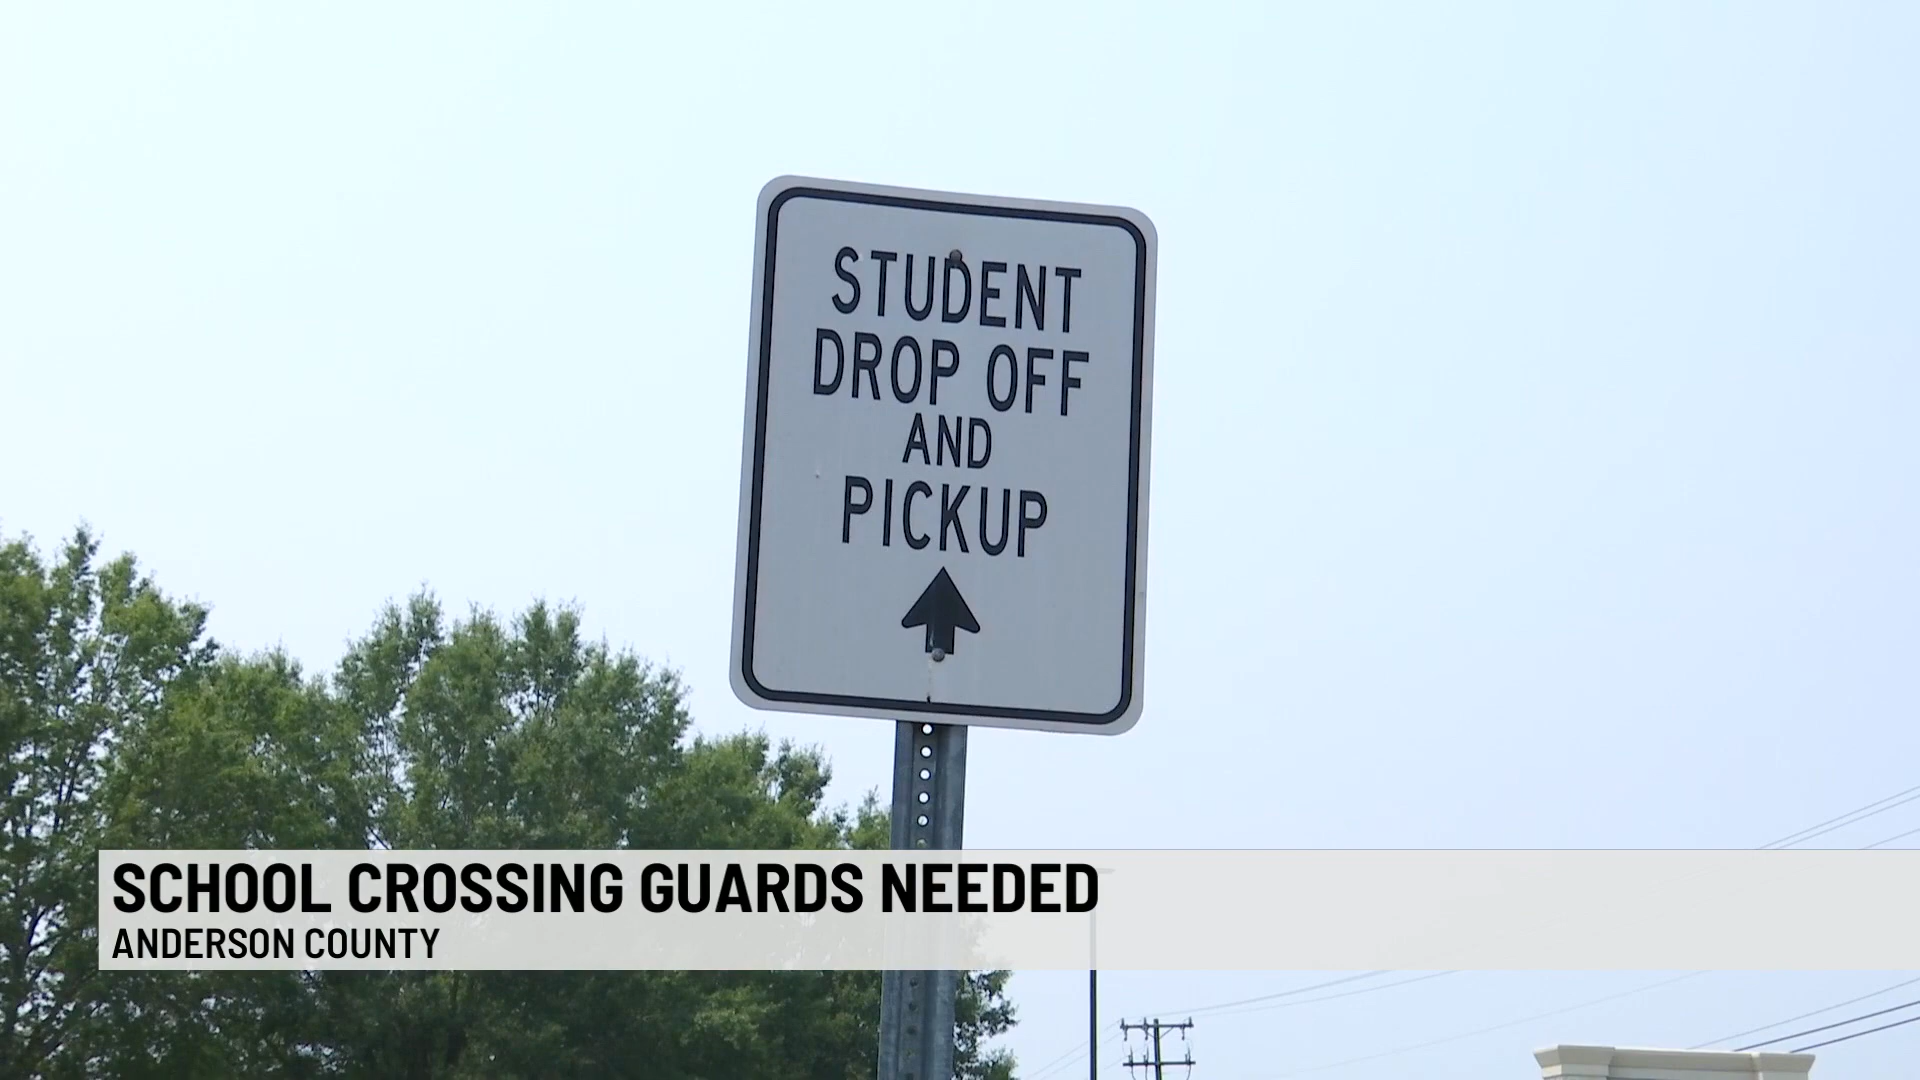 STUDENT
DROP OFF
AND
PICKUP
SCHOOL CROSSING GUARDS NEEDED
ANDERSON COUNTY